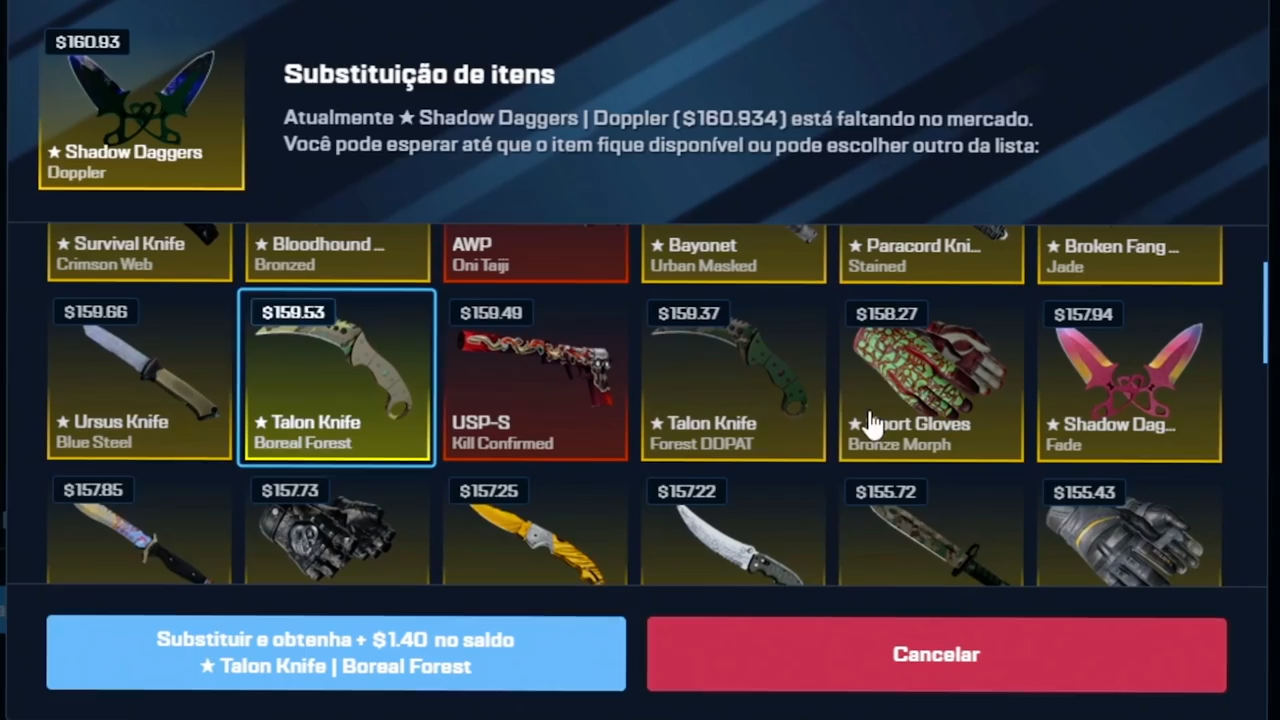 $160.93
★ Shadow Daggers
Doppler
Substituição de itens
Atualmente ★ Shadow Daggers | Doppler ($160.934) está faltando no mercado.
Você pode esperar até que o item fique disponível ou pode escolher outro da lista:
★ Survival Knife
Crimson Web
★ Bloodhound ...
Bronzed
AWP
Oni Taiji
★ Bayonet
Urban Masked
★ Paracord Kni...
Stained
★ Broken Fang ...
Jade
$159.66
★ Ursus Knife
Blue Steel
$159.53
★ Talon Knife
Boreal Forest
$159.49
USP-S
Kill Confirmed
$159.37
★ Talon Knife
Forest DDPAT
$158.27
★ port Gloves
Bronze Morph
$157.94
★ Shadow Dag...
Fade
$157.85
$157.73
$157.25
$157.22
$155.72
$155.43
Substituir e obtenha + $1.40 no saldo
★ Talon Knife | Boreal Forest
Cancelar